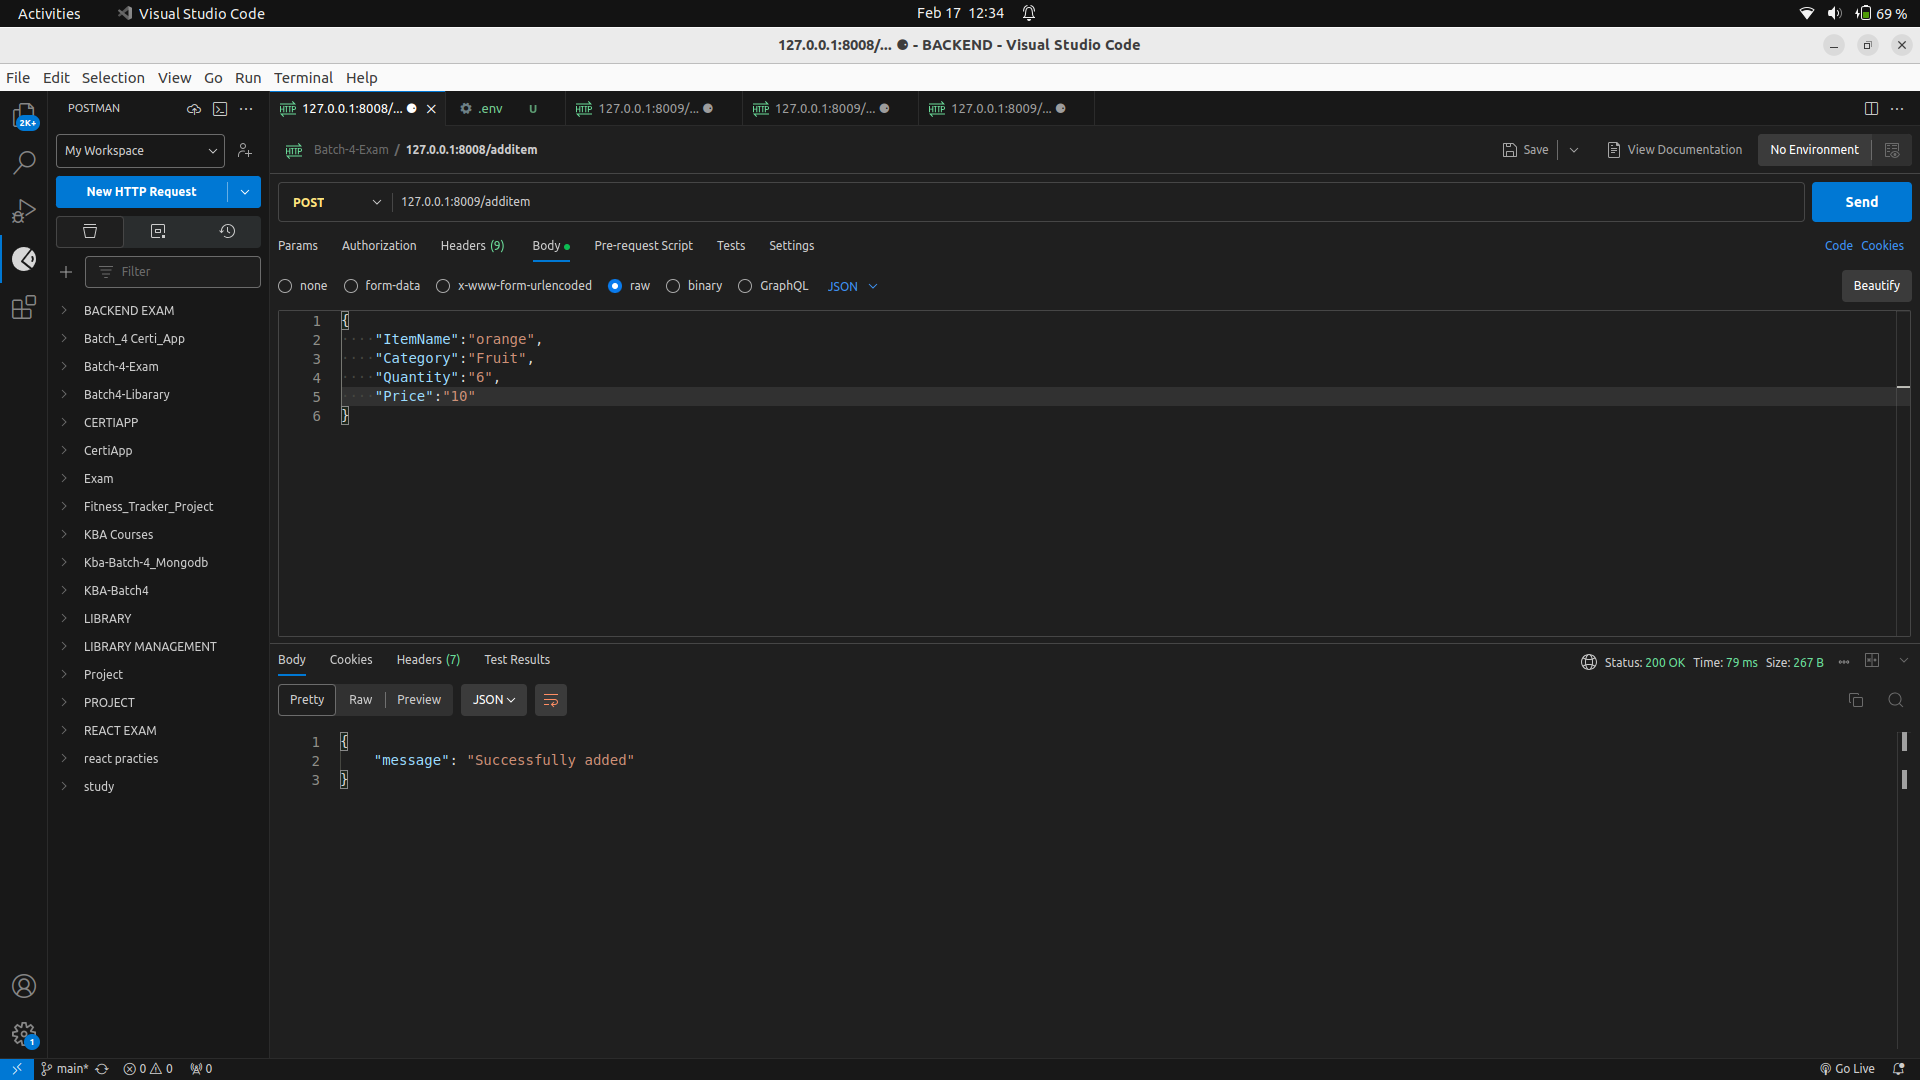 Activities Visual Studio Code Feb 17 12:34 69 %
127.0.0.1:8008/... ● - BACKEND - Visual Studio Code
File Edit Selection View Go Run Terminal Help
POSTMAN
2K+
127.0.0.1:8008/... .env U 127.0.0.1:8009/... 127.0.0.1:8009/... 127.0.0.1:8009/...
My Workspace
HTTP Batch-4-Exam / 127.0.0.1:8008/additem Save View Documentation No Environment
New HTTP Request
POST 127.0.0.1:8009/additem Send
Params Authorization Headers (9) Body Pre-request Script Tests Settings Code Cookies
Filter
none form-data x-www-form-urlencoded raw binary GraphQL JSON Beautify
BACKEND EXAM
Batch_4 Certi_App
Batch-4-Exam
Batch4-Libarary
CERTIAPP
CertiApp
Exam
Fitness_Tracker_Project
KBA Courses
Kba-Batch-4_Mongodb
KBA-Batch4
LIBRARY
LIBRARY MANAGEMENT
Project
PROJECT
REACT EXAM
react practies
study
1 {
2 "ItemName":"orange",
3 "Category":"Fruit",
4 "Quantity":"6",
5 "Price":"10"
6 }
Body Cookies Headers (7) Test Results Status: 200 OK Time: 79 ms Size: 267 B
Pretty Raw Preview JSON
1 {
2 "message": "Successfully added"
3 }
1
main* 0 0 0 Go Live